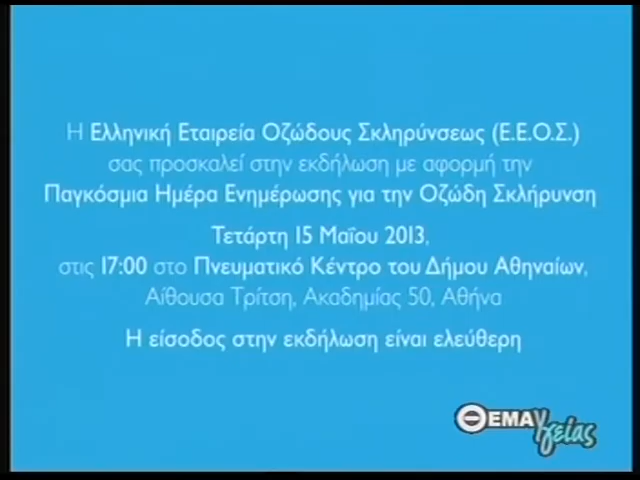 Η Ελληνική Εταιρεία Οζώδους Σκληρύνσεως (Ε.Ε.Ο.Σ.)
σας προσκαλεί στην εκδήλωση με αφορμή την
Παγκόσμια Ημέρα Ενημέρωσης για την Οζώδη Σκλήρυνση
Τετάρτη 15 Μαΐου 2013,
στις 17:00 στο Πνευματικό Κέντρο του Δήμου Αθηναίων,
Αίθουσα Τρίτση, Ακαδημίας 50, Αθήνα
Η είσοδος στην εκδήλωση είναι ελεύθερη
ΘΕΜΑ Υγείας